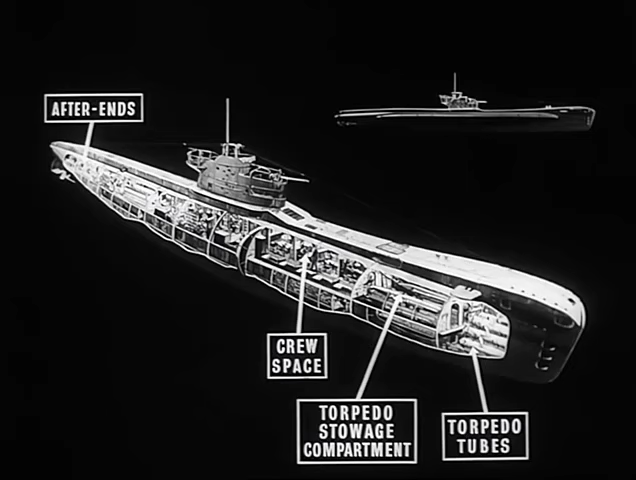 AFTER-ENDS
CREW
SPACE
TORPEDO
STOWAGE
COMPARTMENT
TORPEDO
TUBES